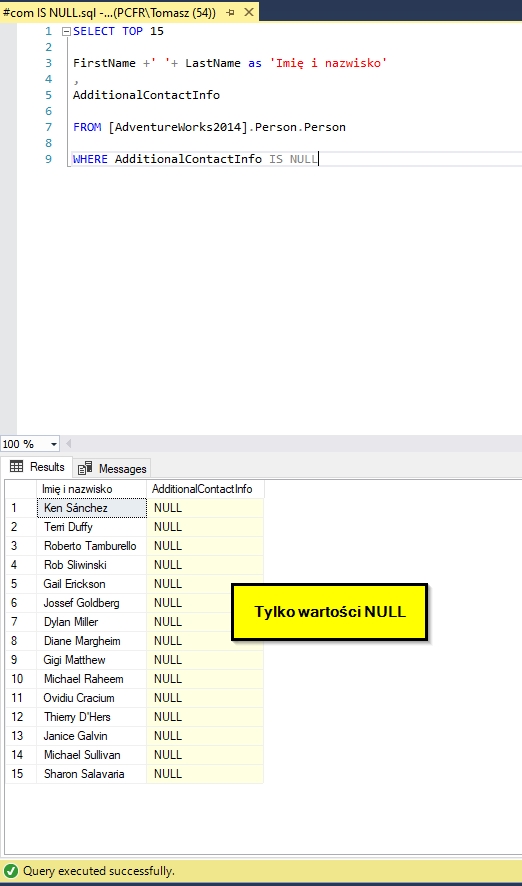 #com IS NULL.sql -...(PCFR\Tomasz (54))
1 SELECT TOP 15
2
3 FirstName +' '+ LastName as 'Imię i nazwisko'
4 ,
5 AdditionalContactInfo
6
7 FROM [AdventureWorks2014].Person.Person
8
9 WHERE AdditionalContactInfo IS NULL
100 %
Results Messages
Imię i nazwisko AdditionalContactInfo
1 Ken Sánchez NULL
2 Terri Duffy NULL
3 Roberto Tamburello NULL
4 Rob Sliwinski NULL
5 Gail Erickson NULL
6 Jossef Goldberg NULL
7 Dylan Miller NULL
8 Diane Margheim NULL
9 Gigi Matthew NULL
10 Michael Raheem NULL
11 Ovidiu Cracium NULL
12 Thierry D'Hers NULL
13 Janice Galvin NULL
14 Michael Sullivan NULL
15 Sharon Salavaria NULL
Tylko wartości NULL
Query executed successfully.